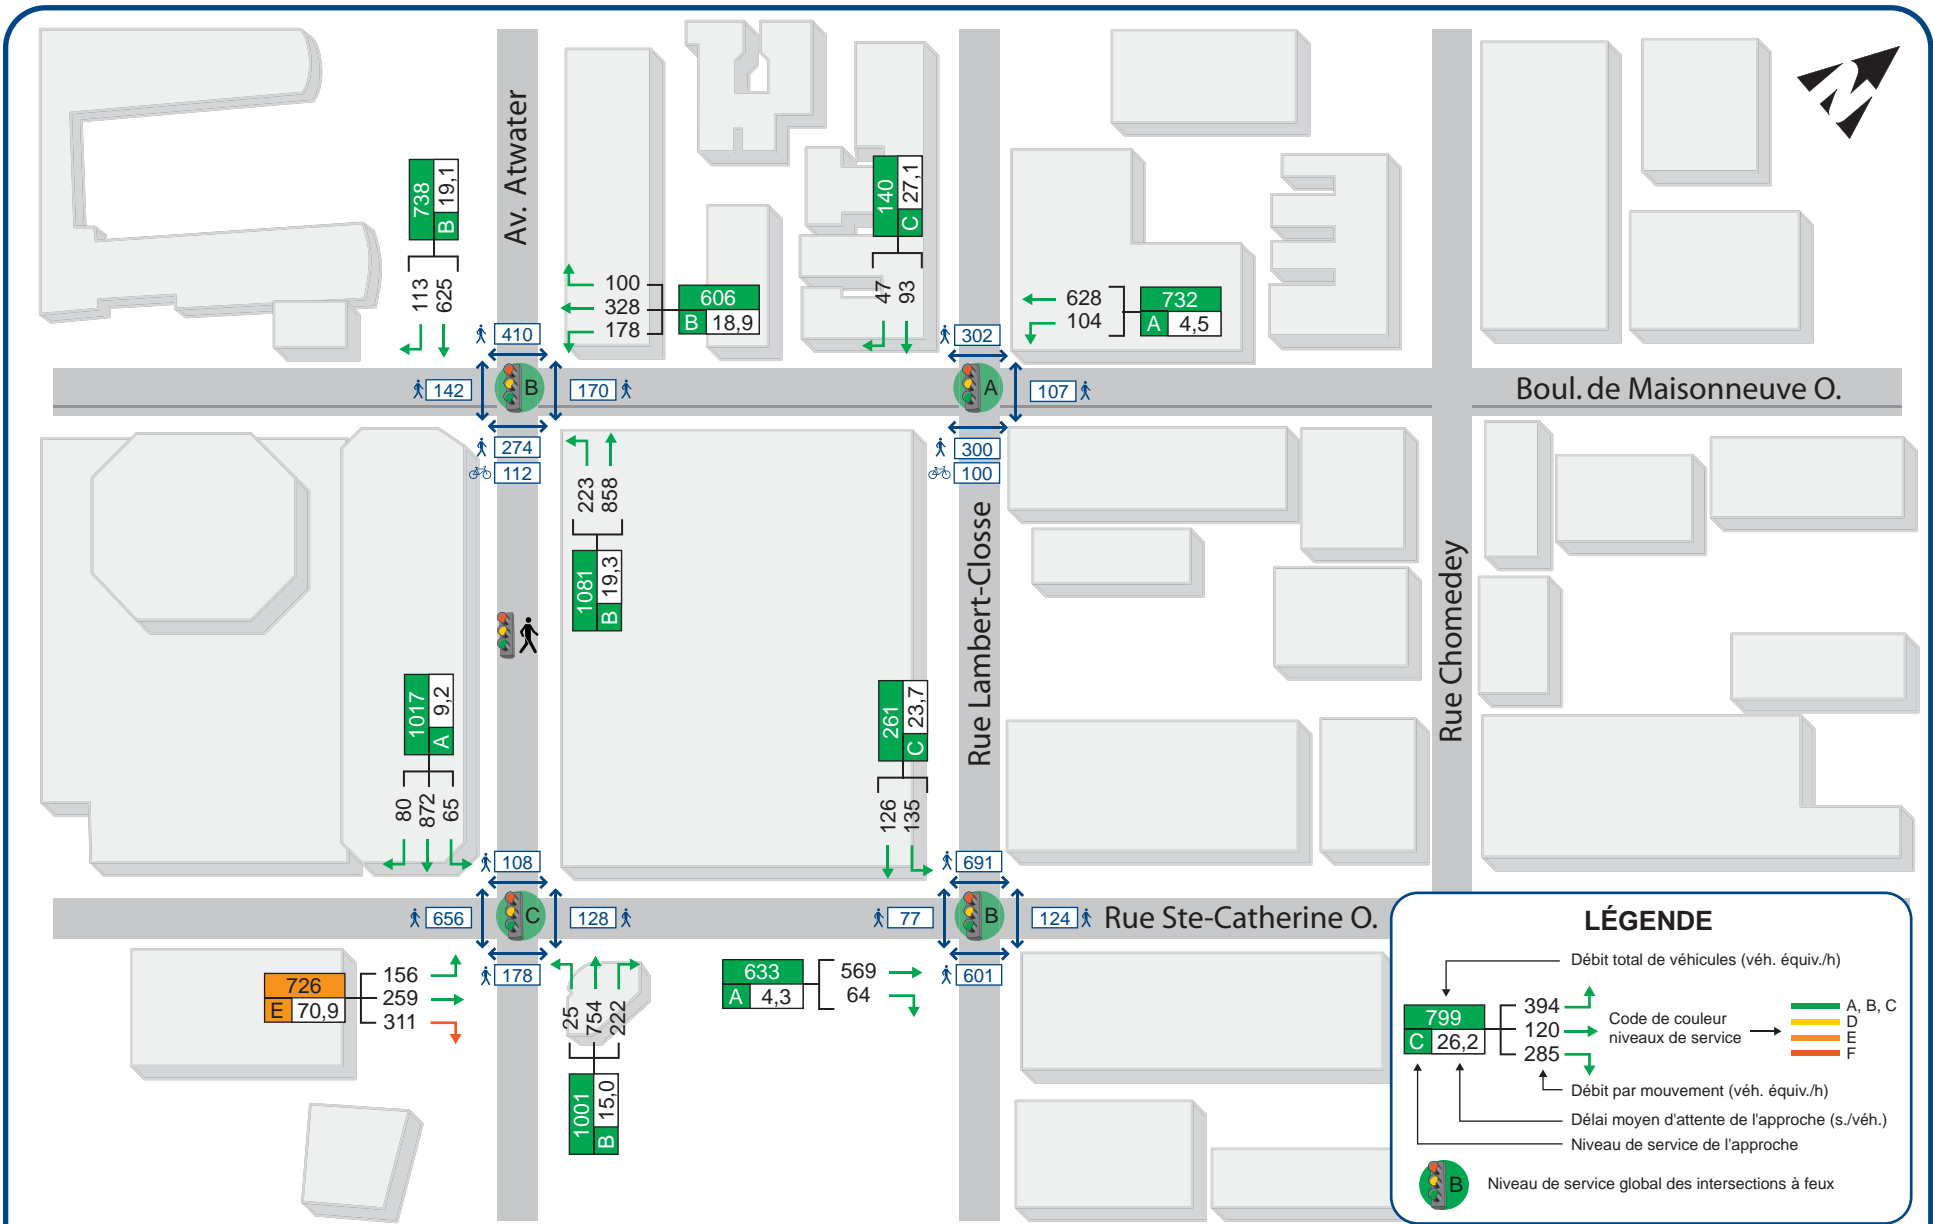 Av. Atwater
738
B 19,1
113
625
140
C 27,1
47
93
100
328
178
606
B 18,9
628
104
732
A 4,5
410
302
142
B
170
A
107
Boul. de Maisonneuve O.
274
112
300
100
223
858
1081
B 19,3
Rue Lambert-Closse
Rue Chomedey
1017
A 9,2
80
872
65
261
C 23,7
126
135
108
691
656
C
128
77
B
124
Rue Ste-Catherine O.
178
601
726
E 70,9
156
259
311
25
754
222
1001
B 15,0
633
A 4,3
569
64
LÉGENDE
Débit total de véhicules (véh. équiv./h)
799
C 26,2
394
120
285
Code de couleur
niveaux de service
A, B, C
D
E
F
Débit par mouvement (véh. équiv./h)
Délai moyen d'attente de l'approche (s./véh.)
Niveau de service de l'approche
B
Niveau de service global des intersections à feux